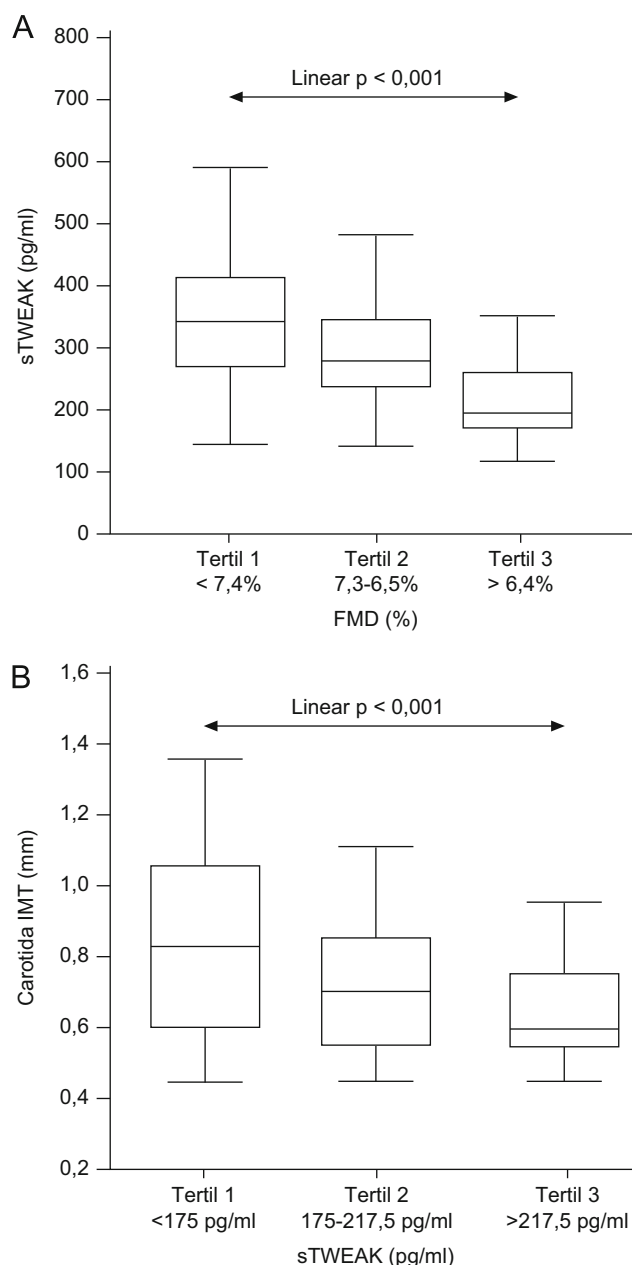 A
800
700
600
500
400
300
200
100
0
sTWEAK (pg/ml)
Linear p < 0,001
Tertil 1 Tertil 2 Tertil 3
< 7,4% 7,3-6,5% > 6,4%
FMD (%)
B
1,6
1,4
1,2
1,0
0,8
0,6
0,4
0,2
Carotida IMT (mm)
Linear p < 0,001
Tertil 1 Tertil 2 Tertil 3
<175 pg/ml 175-217,5 pg/ml >217,5 pg/ml
sTWEAK (pg/ml)